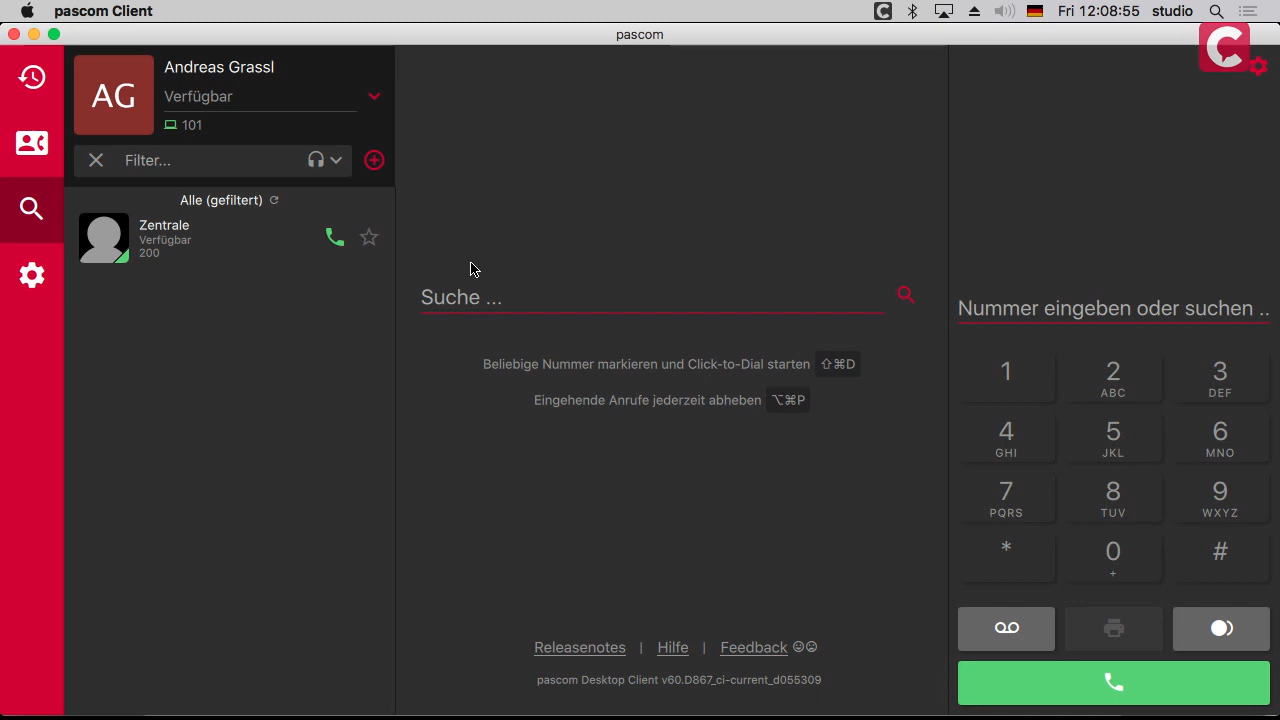 pascom Client
Fri 12:08:55 studio
pascom
AG
Andreas Grassl
Verfügbar
101
Filter...
Alle (gefiltert)
Zentrale
Verfügbar
200
Suche ...
Beliebige Nummer markieren und Click-to-Dial starten ⇧⌘D
Eingehende Anrufe jederzeit abheben ⌥⌘P
Releasenotes | Hilfe | Feedback
pascom Desktop Client v60.D867_ci-current_d055309
Nummer eingeben oder suchen ..
1 2 3
ABC DEF
4 5 6
GHI JKL MNO
7 8 9
PQRS TUV WXYZ
* 0 #
+